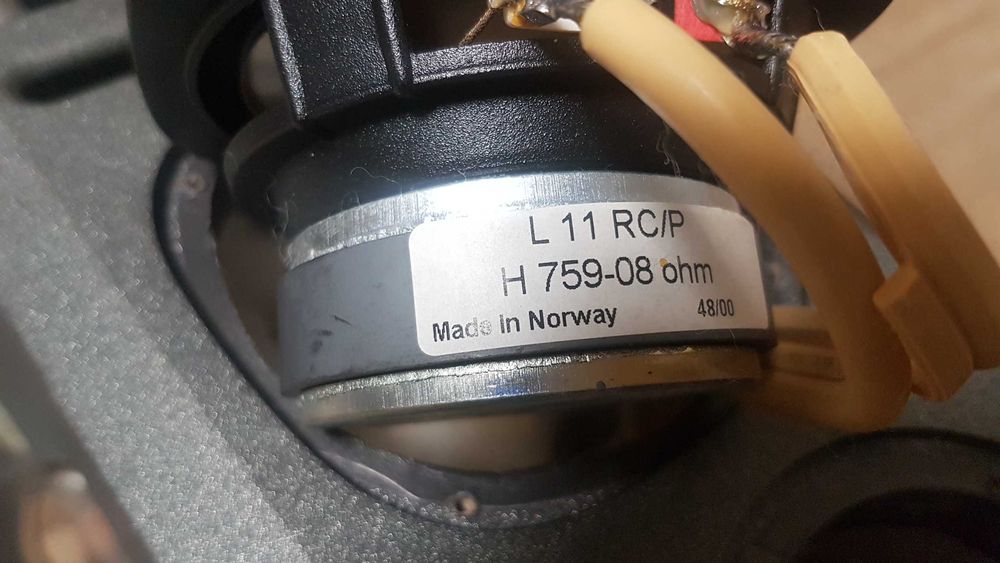 L 11 RC/P
H 759-08 ohm
Made In Norway 48/00